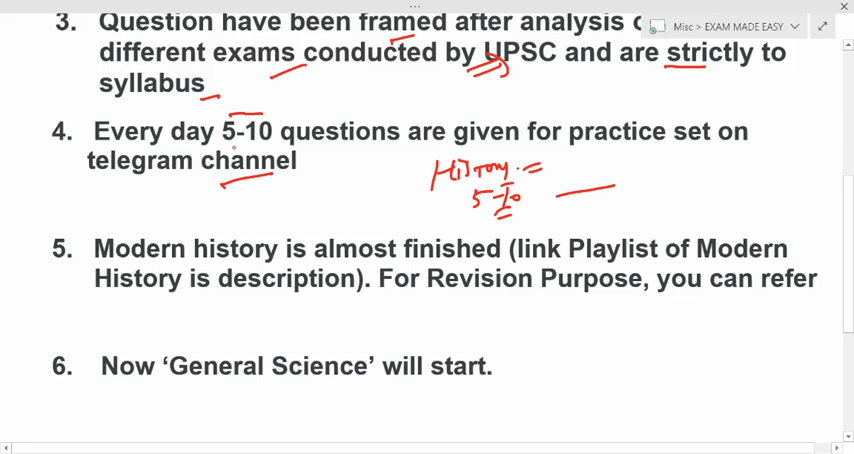 Misc > EXAM MADE EASY
3. Question have been framed after analysis
different exams conducted by UPSC and are strictly to
syllabus
4. Every day 5-10 questions are given for practice set on
telegram channel
History
5-10
5. Modern history is almost finished (link Playlist of Modern
History is description). For Revision Purpose, you can refer
6. Now ‘General Science’ will start.